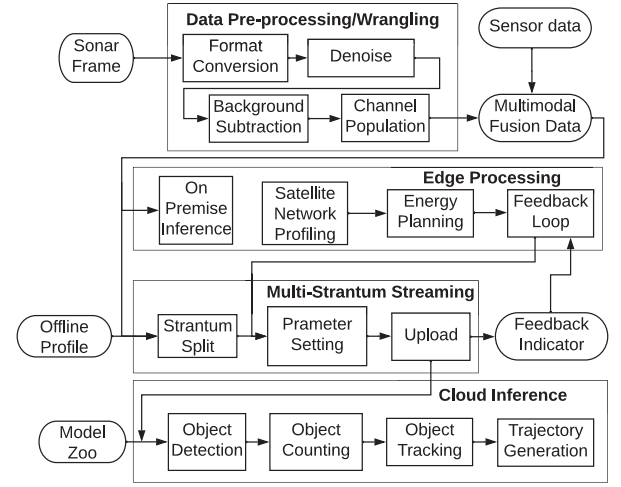 Data Pre-processing/Wrangling
Sensor data
Sonar
Frame
Format
Conversion
Denoise
Background
Subtraction
Channel
Population
Multimodal
Fusion Data
Edge Processing
On
Premise
Inference
Satellite
Network
Profiling
Energy
Planning
Feedback
Loop
Multi-Strantum Streaming
Offline
Profile
Strantum
Split
Prameter
Setting
Upload
Feedback
Indicator
Cloud Inference
Model
Zoo
Object
Detection
Object
Counting
Object
Tracking
Trajectory
Generation